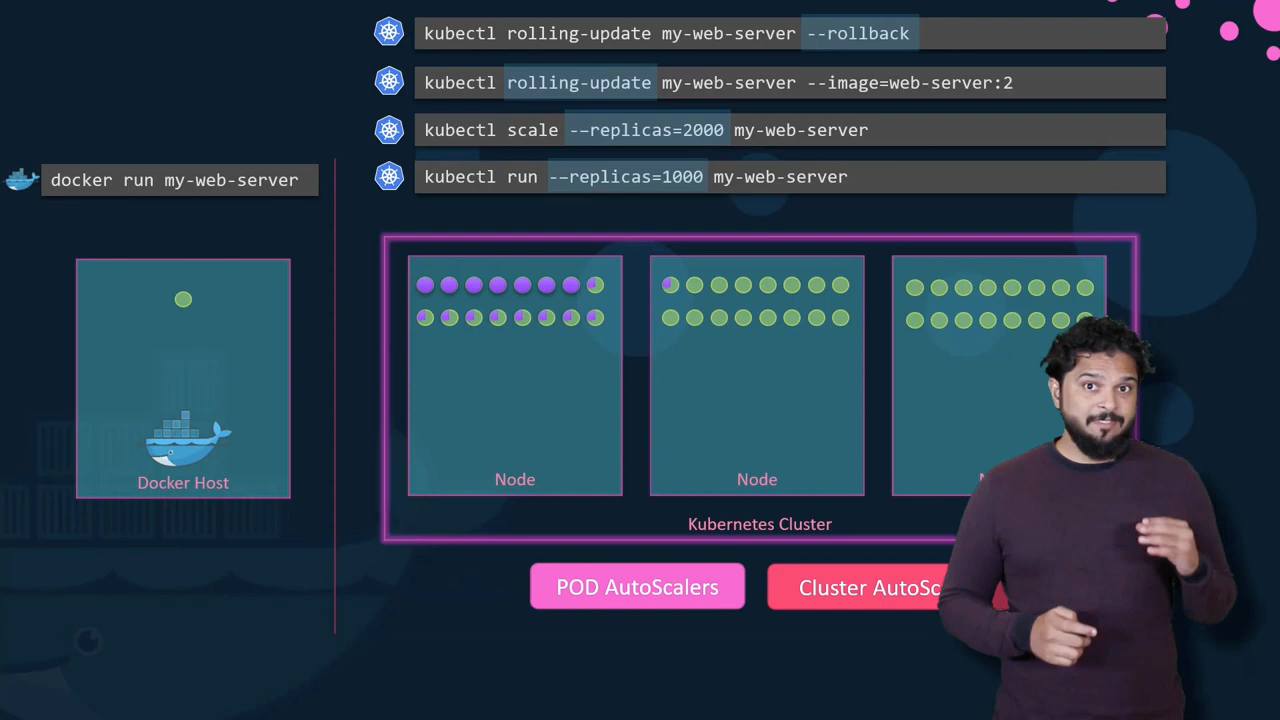 kubectl rolling-update my-web-server --rollback
kubectl rolling-update my-web-server --image=web-server:2
kubectl scale --replicas=2000 my-web-server
docker run my-web-server
kubectl run --replicas=1000 my-web-server
Docker Host
Node
Node
Kubernetes Cluster
POD AutoScalers
Cluster